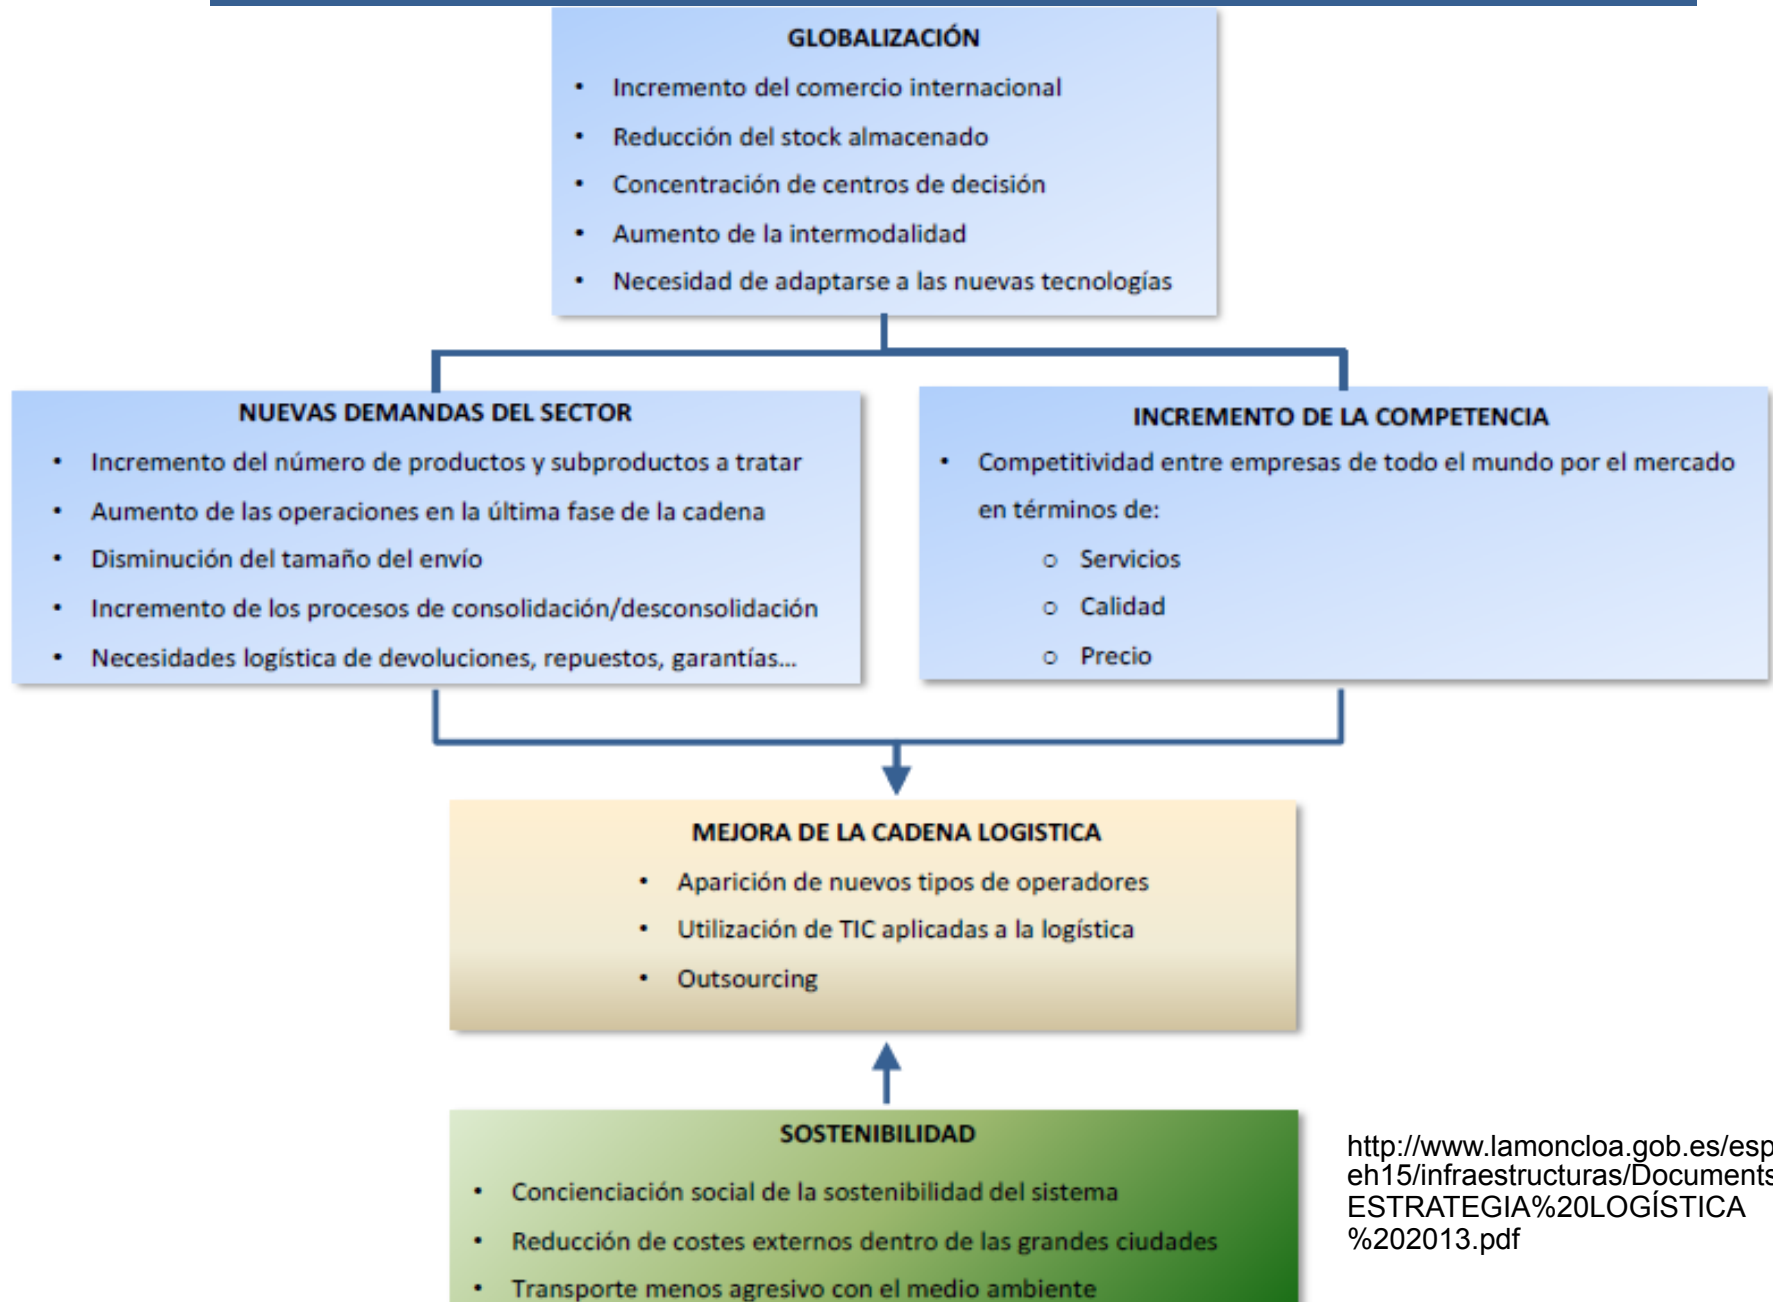 GLOBALIZACIÓN
• Incremento del comercio internacional
• Reducción del stock almacenado
• Concentración de centros de decisión
• Aumento de la intermodalidad
• Necesidad de adaptarse a las nuevas tecnologías
NUEVAS DEMANDAS DEL SECTOR
• Incremento del número de productos y subproductos a tratar
• Aumento de las operaciones en la última fase de la cadena
• Disminución del tamaño del envío
• Incremento de los procesos de consolidación/desconsolidación
• Necesidades logística de devoluciones, repuestos, garantías...
INCREMENTO DE LA COMPETENCIA
• Competitividad entre empresas de todo el mundo por el mercado
en términos de:
o Servicios
o Calidad
o Precio
MEJORA DE LA CADENA LOGISTICA
• Aparición de nuevos tipos de operadores
• Utilización de TIC aplicadas a la logística
• Outsourcing
SOSTENIBILIDAD
• Concienciación social de la sostenibilidad del sistema
• Reducción de costes externos dentro de las grandes ciudades
• Transporte menos agresivo con el medio ambiente
http://www.lamoncloa.gob.es/esp
eh15/infraestructuras/Documents
ESTRATEGIA%20LOGÍSTICA
%202013.pdf